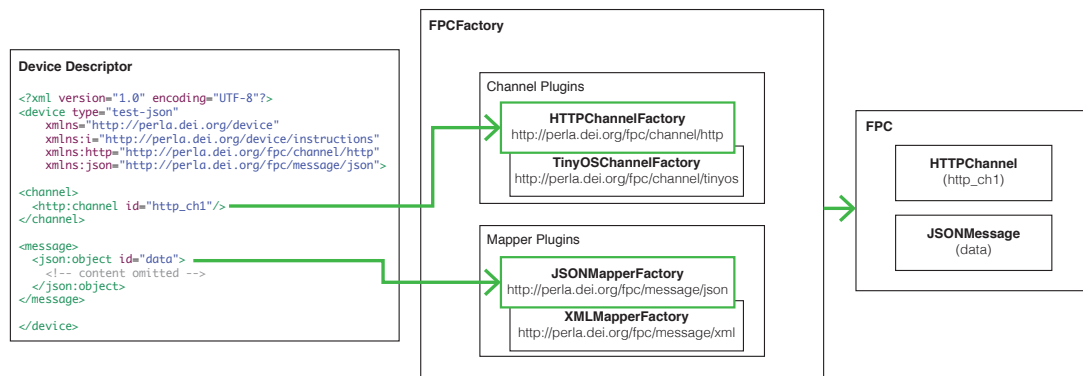 Device Descriptor
<?xml version="1.0" encoding="UTF-8"?>
<device type="test-json"
xmlns="http://perla.dei.org/device"
xmlns:i="http://perla.dei.org/device/instructions"
xmlns:http="http://perla.dei.org/fpc/channel/http"
xmlns:json="http://perla.dei.org/fpc/message/json">
<channel>
<http:channel id="http_ch1"/>
</channel>
<message>
<json:object id="data">
<!-- content omitted -->
</json:object>
</message>
</device>
FPCFactory
Channel Plugins
HTTPChannelFactory
http://perla.dei.org/fpc/channel/http
TinyOSChannelFactory
http://perla.dei.org/fpc/channel/tinyos
Mapper Plugins
JSONMapperFactory
http://perla.dei.org/fpc/message/json
XMLMapperFactory
http://perla.dei.org/fpc/message/xml
FPC
HTTPChannel
(http_ch1)
JSONMessage
(data)